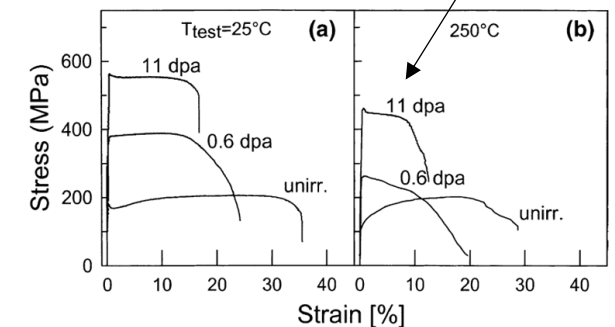 Ttest=25°C (a)
250°C (b)
600
400
200
0
Stress (MPa)
11 dpa
0.6 dpa
unirr.
11 dpa
0.6 dpa
unirr.
0 10 20 30 40
0 10 20 30 40
Strain [%]